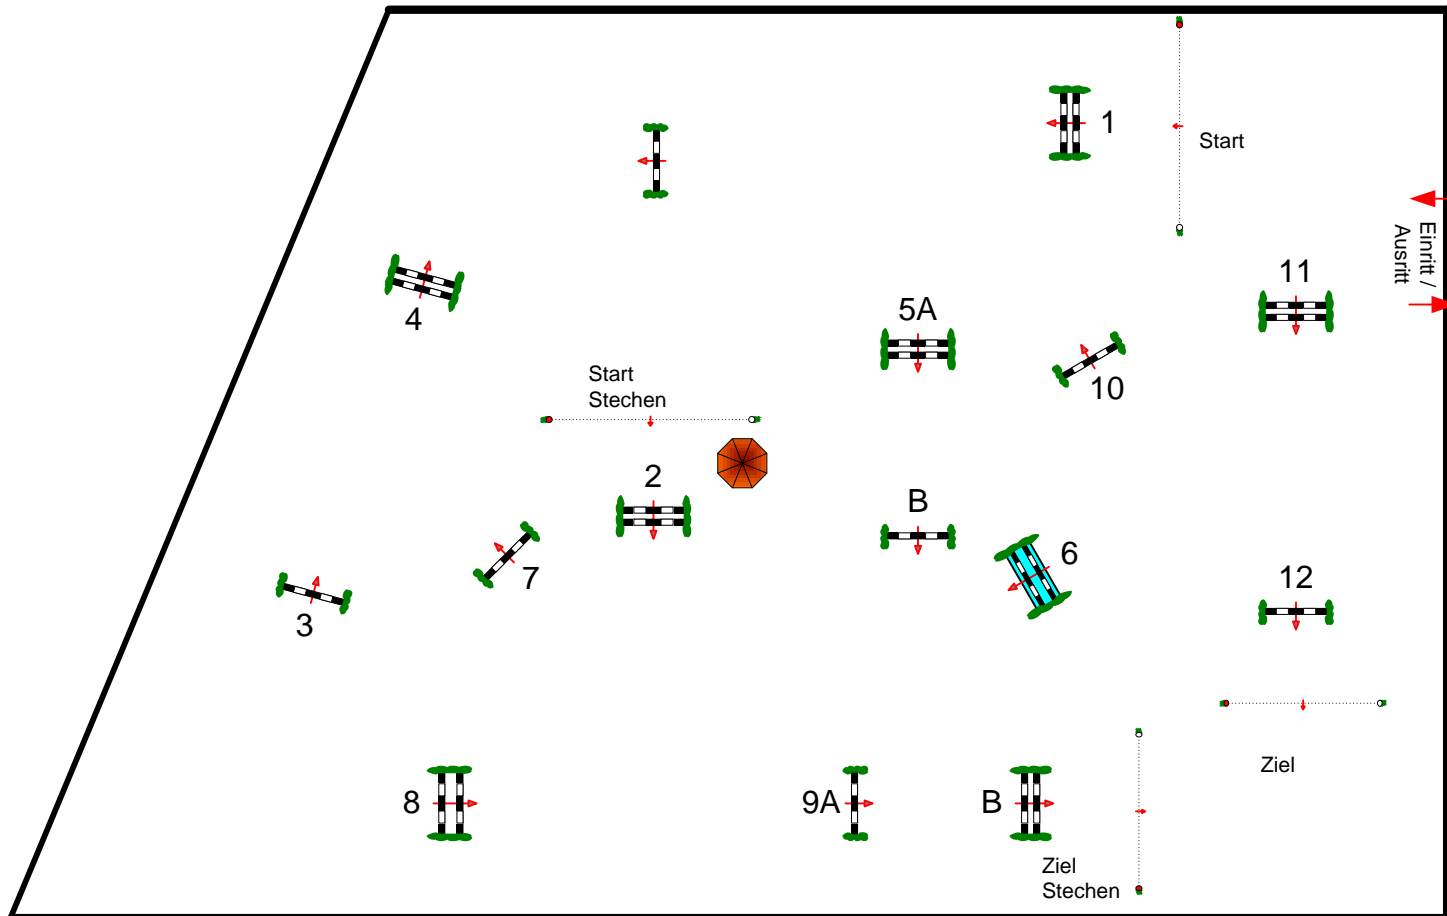 1
Start
Einritt /
Ausritt
11
5A
4
10
Start
Stechen
2
B
6
7
12
3
Ziel
8
9A
B
Ziel
Stechen